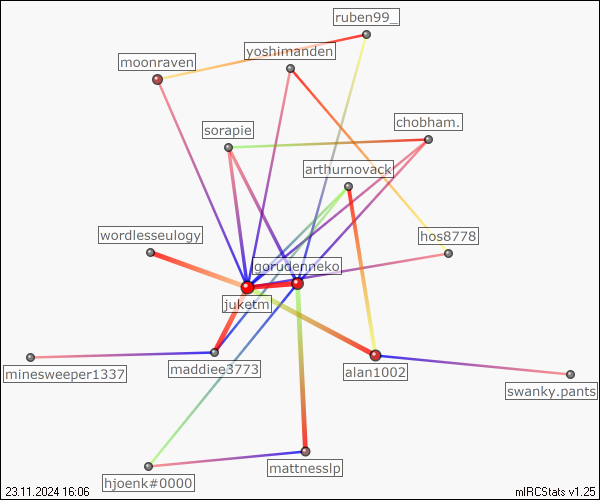 ruben99_
yoshimanden
moonraven
chobham.
sorapie
arthurnovack
wordlesseulogy
hos8778
gorudenneko
juketm
maddiee3773
alan1002
minesweeper1337
swanky.pants
mattnesslp
hjoenk#0000
23.11.2024 16:06
mIRCStats v1.25